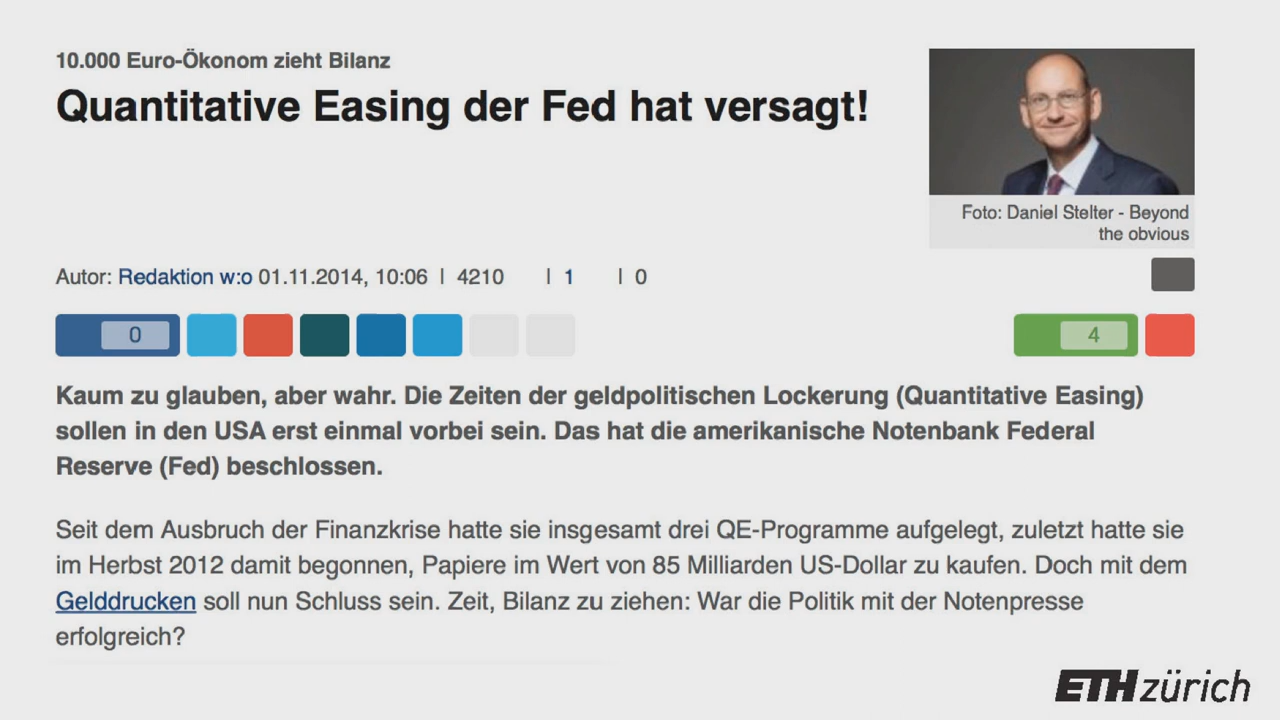 10.000 Euro-Ökonom zieht Bilanz
Quantitative Easing der Fed hat versagt!
Foto: Daniel Stelter - Beyond
the obvious
Autor: Redaktion w:o 01.11.2014, 10:06 | 4210 | 1 | 0
0
4
Kaum zu glauben, aber wahr. Die Zeiten der geldpolitischen Lockerung (Quantitative Easing)
sollen in den USA erst einmal vorbei sein. Das hat die amerikanische Notenbank Federal
Reserve (Fed) beschlossen.
Seit dem Ausbruch der Finanzkrise hatte sie insgesamt drei QE-Programme aufgelegt, zuletzt hatte sie
im Herbst 2012 damit begonnen, Papiere im Wert von 85 Milliarden US-Dollar zu kaufen. Doch mit dem
Gelddrucken soll nun Schluss sein. Zeit, Bilanz zu ziehen: War die Politik mit der Notenpresse
erfolgreich?
ETH zürich